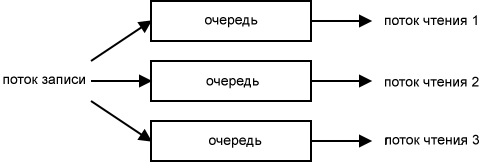 очередь
поток чтения 1
поток записи
очередь
поток чтения 2
очередь
поток чтения 3